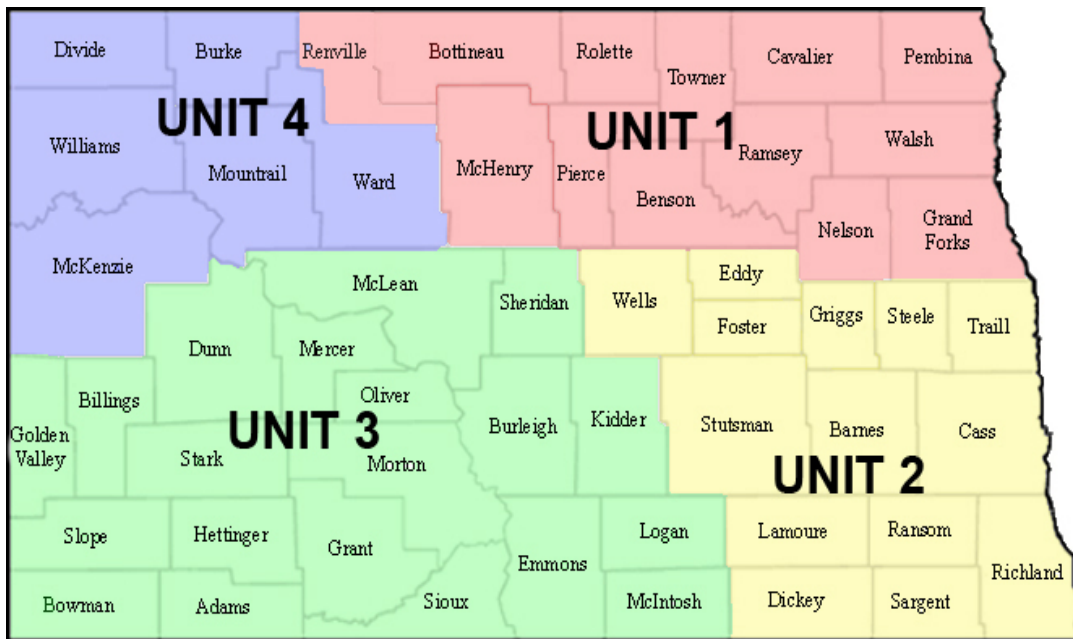 Divide
Burke
Renville
Bottineau
Rolette
Towner
Cavalier
Pembina
UNIT 4
UNIT 1
Williams
Mountrail
Ward
McHenry
Pierce
Benson
Ramsey
Walsh
Nelson
Grand
Forks
McKenzie
McLean
Sheridan
Wells
Eddy
Foster
Griggs
Steele
Traill
Dunn
Mercer
Oliver
Billings
Golden
Valley
UNIT 3
Stark
Morton
Burleigh
Kidder
Stutsman
Barnes
Cass
UNIT 2
Slope
Hettinger
Grant
Emmons
Logan
Lamoure
Ransom
Richland
Bowman
Adams
Sioux
McIntosh
Dickey
Sargent